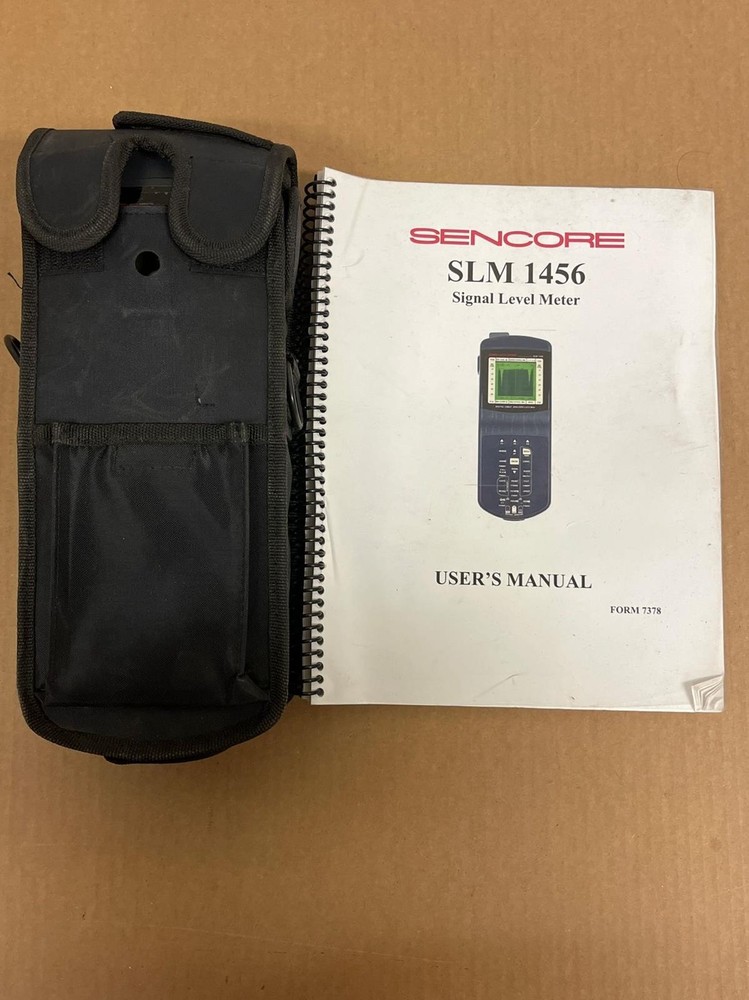 SENCORE
SLM 1456
Signal Level Meter
USER'S MANUAL
FORM 7378